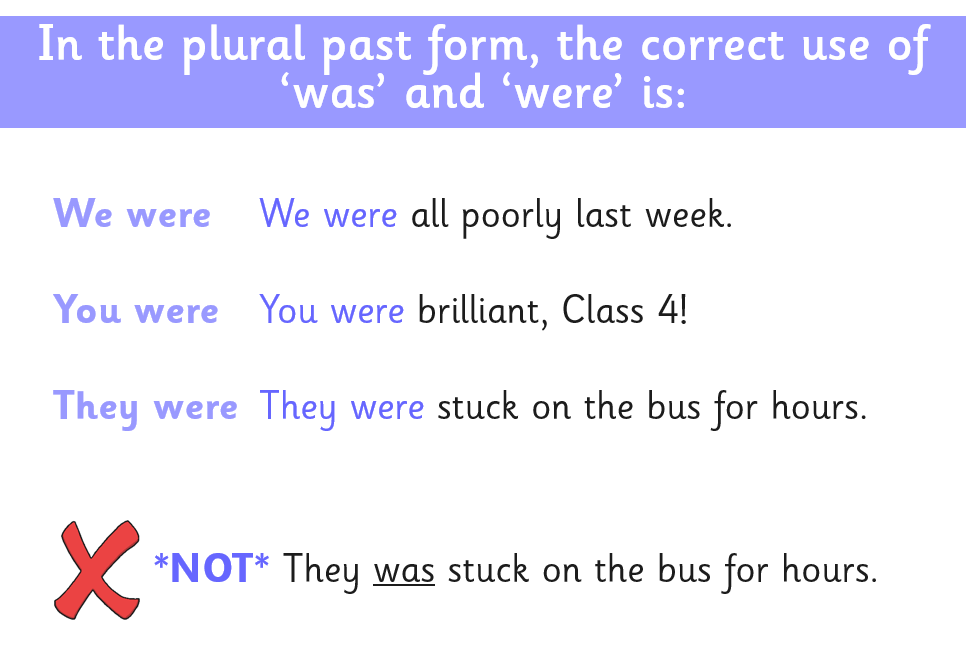 In the plural past form, the correct use of
‘was’ and ‘were’ is:
We were We were all poorly last week.
You were You were brilliant, Class 4!
They were They were stuck on the bus for hours.
*NOT* They was stuck on the bus for hours.